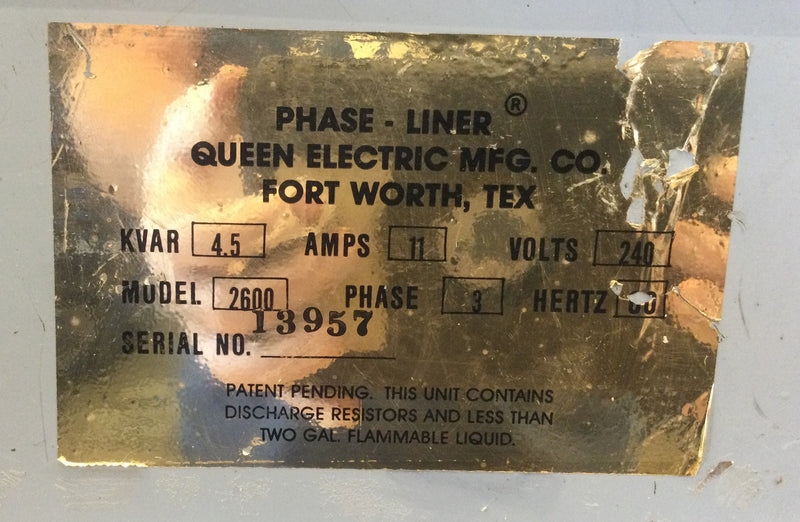 PHASE - LINER ®
QUEEN ELECTRIC MFG. CO.
FORT WORTH, TEX
KVAR 4.5 AMPS 11 VOLTS 240
MODEL 2600 PHASE 3 HERTZ
SERIAL NO. 13957
PATENT PENDING. THIS UNIT CONTAINS
DISCHARGE RESISTORS AND LESS THAN
TWO GAL. FLAMMABLE LIQUID.